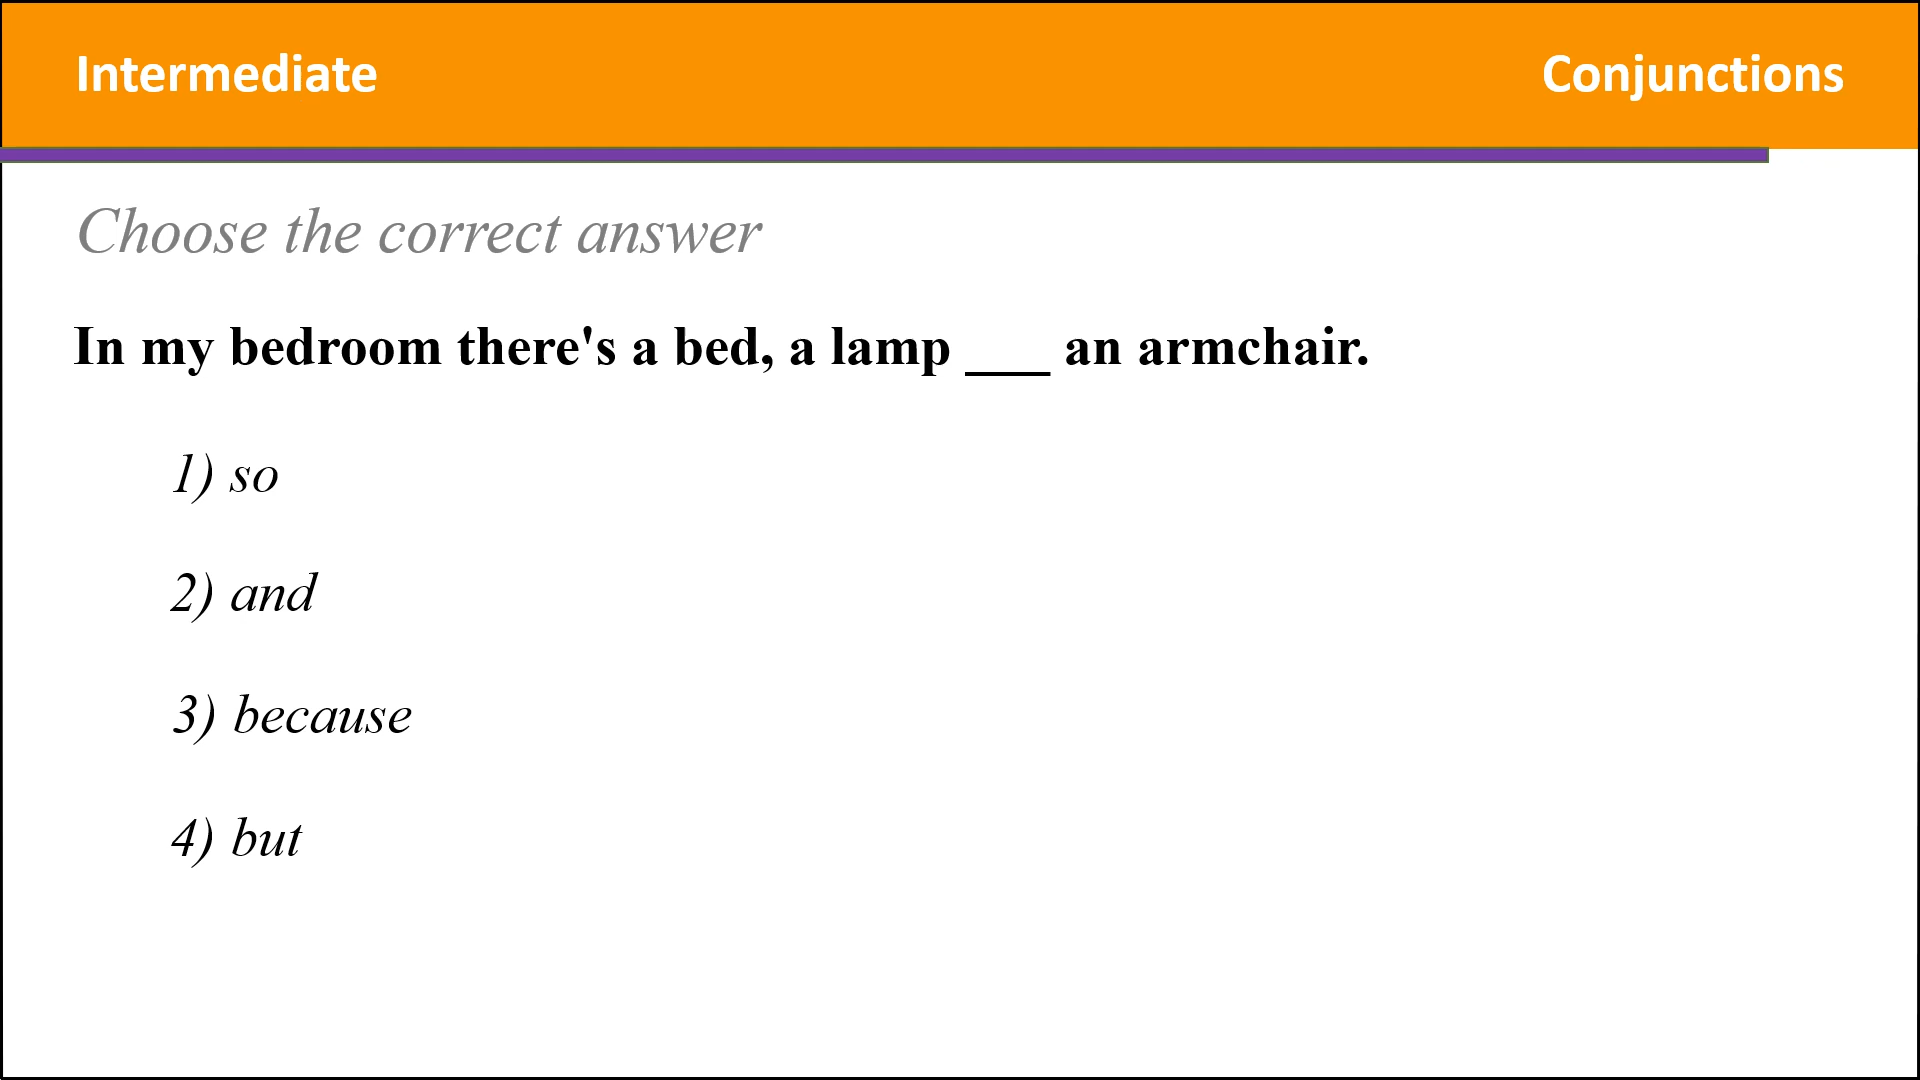 Intermediate
Conjunctions
Choose the correct answer
In my bedroom there's a bed, a lamp ___ an armchair.
1) so
2) and
3) because
4) but